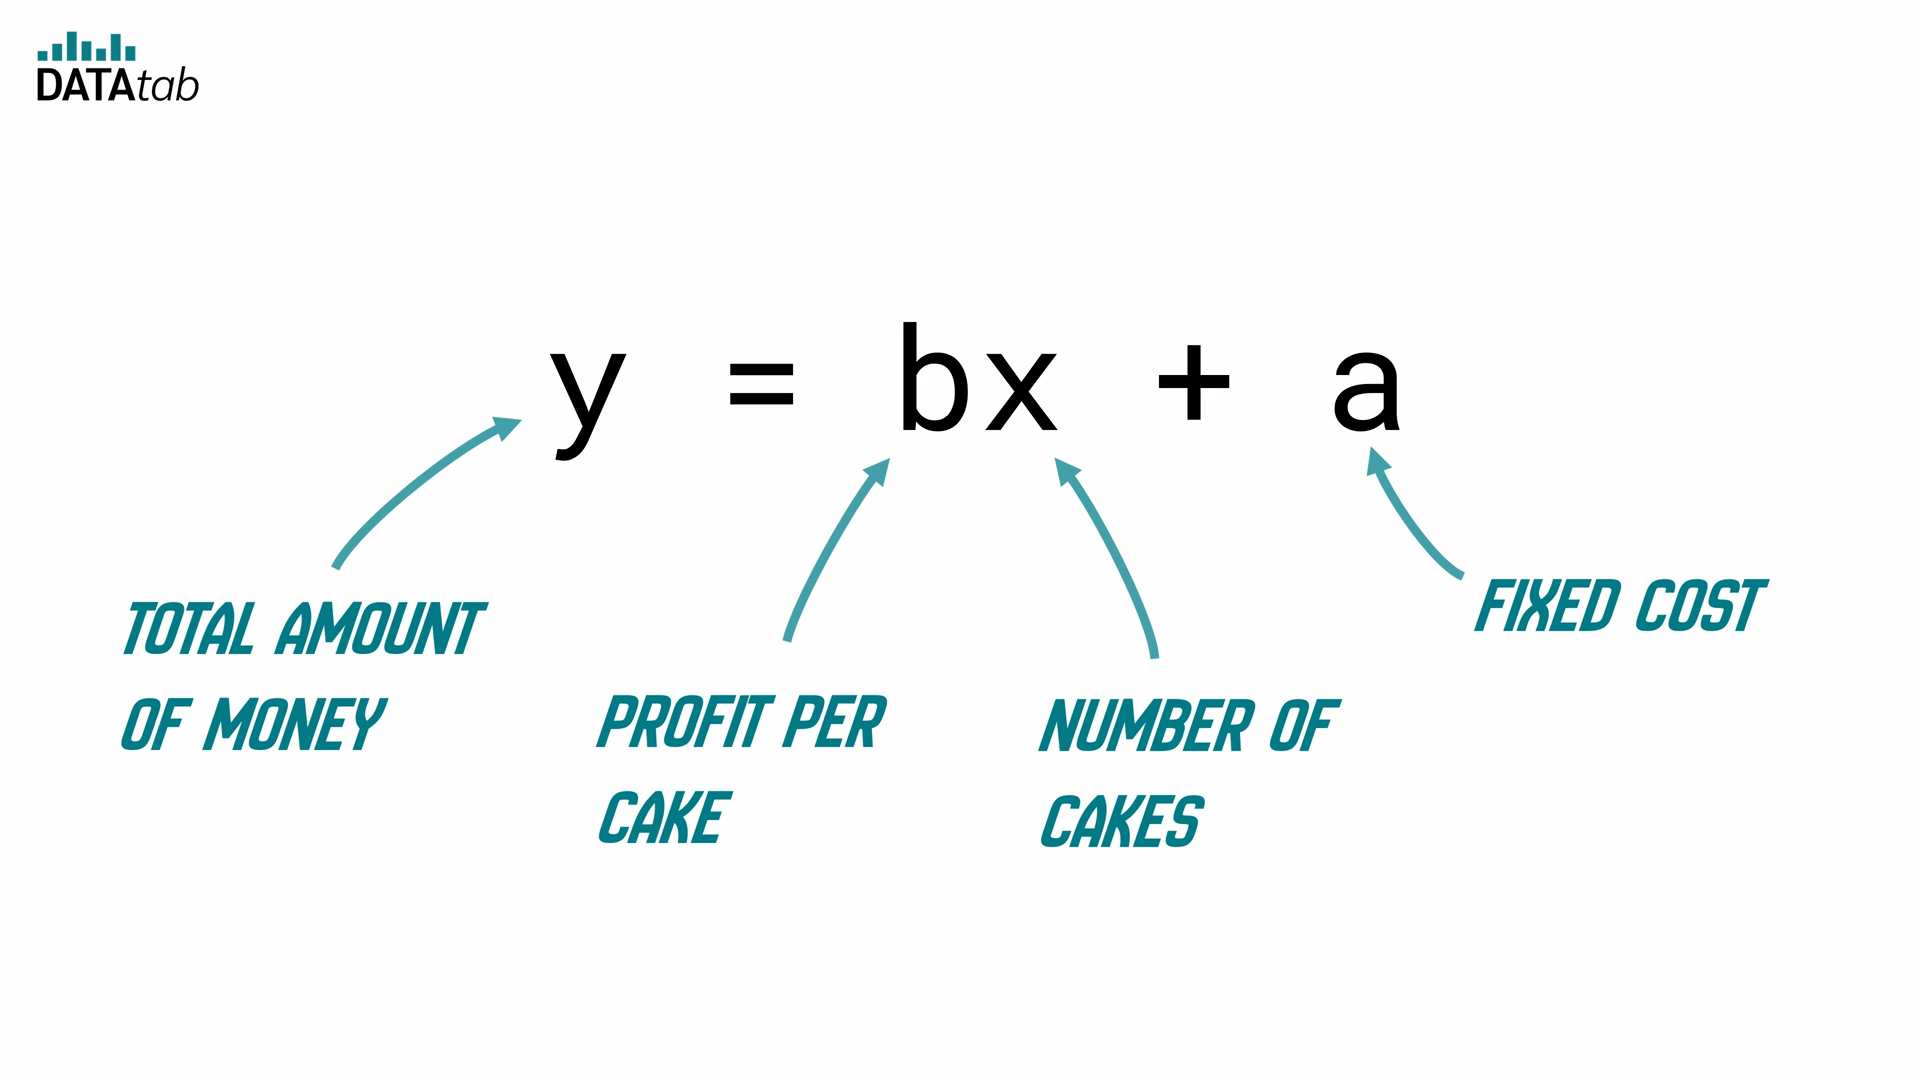 DATAtab
y = bx + a
TOTAL AMOUNT
OF MONEY
PROFIT PER
CAKE
NUMBER OF
CAKES
FIXED COST